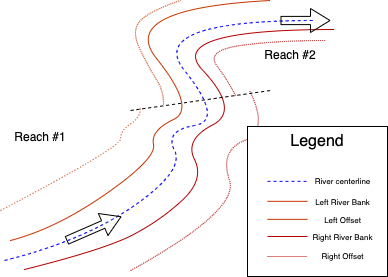 Reach #2
Reach #1
Legend
River centerline
Left River Bank
Left Offset
Right River Bank
Right Offset